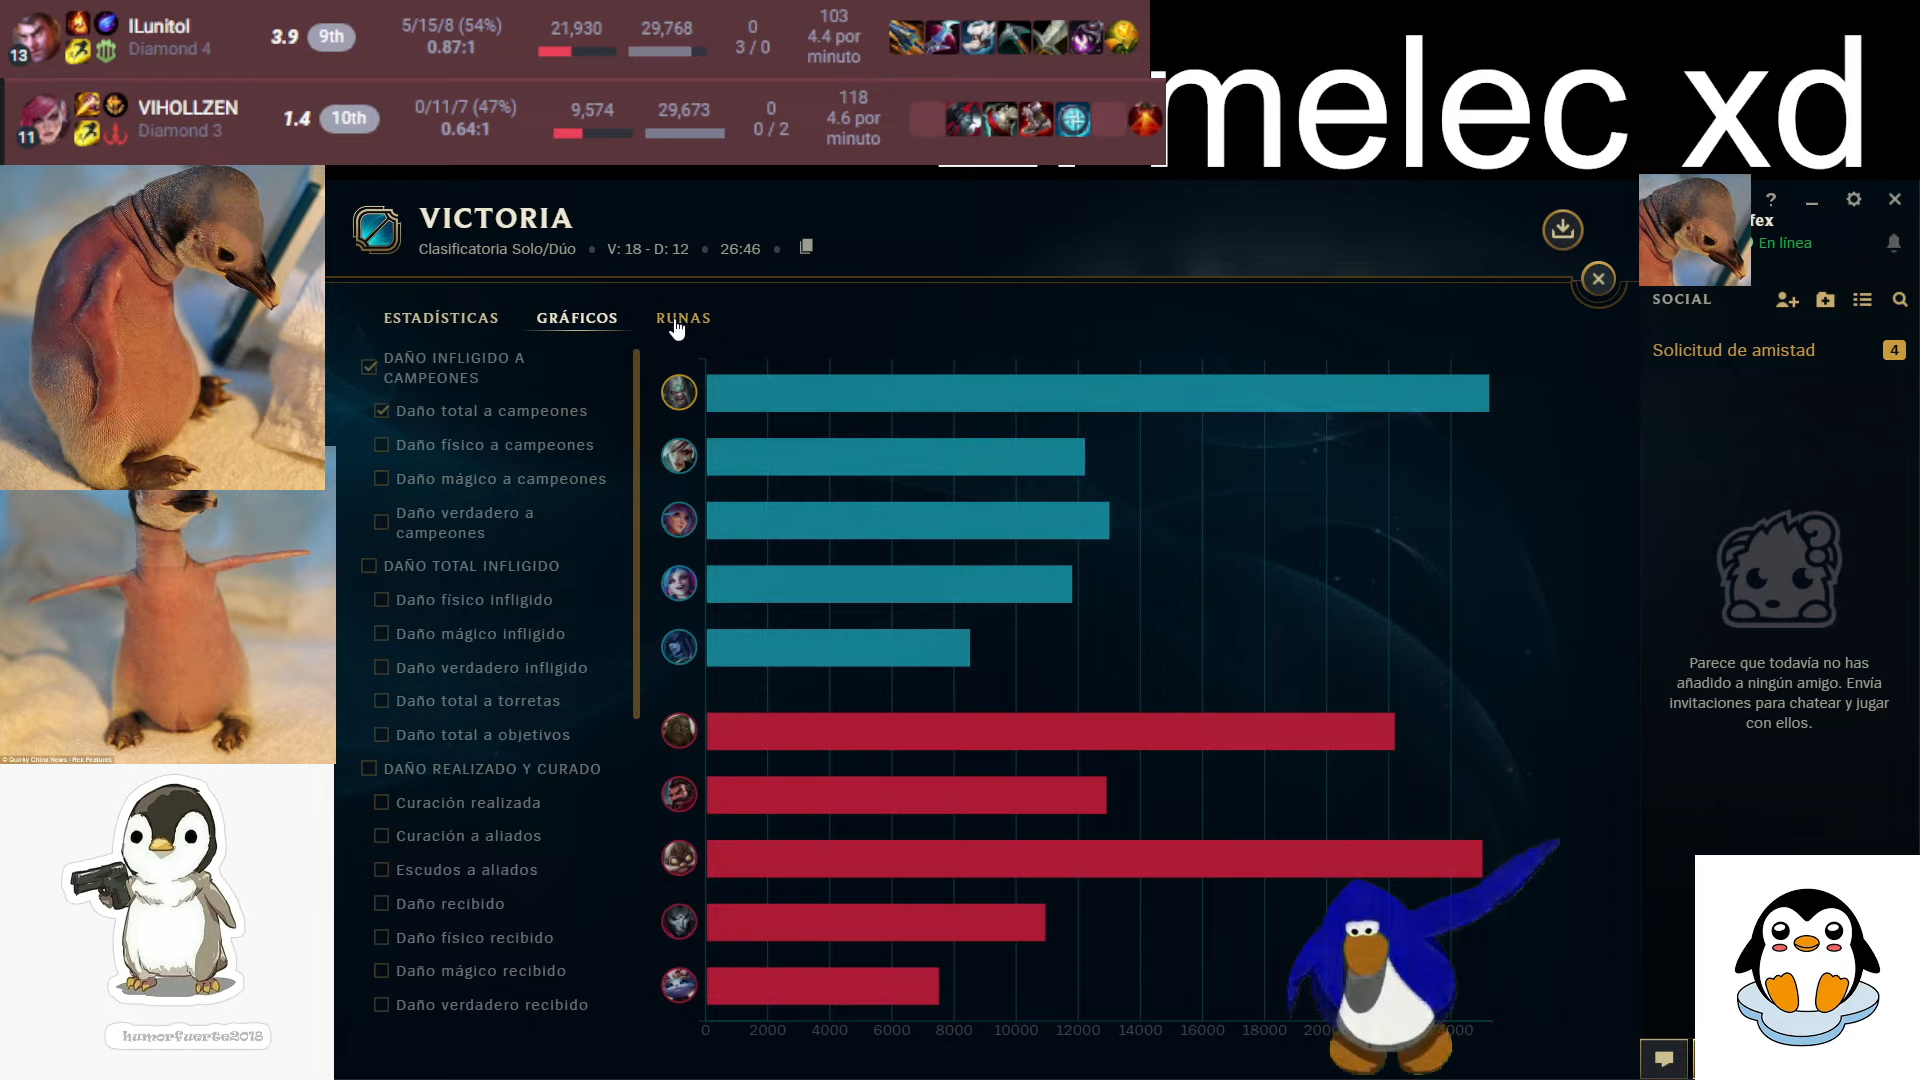 ILunitol
Diamond 4
13
3.9 9th
5/15/8 (54%)
0.87:1
21,930
29,768
0
3 / 0
103
4.4 por
minuto
VIHOLLZEN
Diamond 3
11
1.4 10th
0/11/7 (47%)
0.64:1
9,574
29,673
0
0 / 2
118
4.6 por
minuto
melec xd
VICTORIA
Clasificatoria Solo/Dúo • V: 18 - D: 12 • 26:46 •
ESTADÍSTICAS GRÁFICOS RUNAS
DAÑO INFLIGIDO A
CAMPEONES
Daño total a campeones
Daño físico a campeones
Daño mágico a campeones
Daño verdadero a
campeones
DAÑO TOTAL INFLIGIDO
Daño físico infligido
Daño mágico infligido
Daño verdadero infligido
Daño total a torretas
Daño total a objetivos
DAÑO REALIZADO Y CURADO
Curación realizada
Curación a aliados
Escudos a aliados
Daño recibido
Daño físico recibido
Daño mágico recibido
Daño verdadero recibido
0 2000 4000 6000 8000 10000 12000 14000 16000 18000
?
fex
En línea
SOCIAL
Solicitud de amistad 4
Parece que todavía no has
añadido a ningún amigo. Envía
invitaciones para chatear y jugar
con ellos.
© Quirky China News - Rex Features
humorfuerte2018